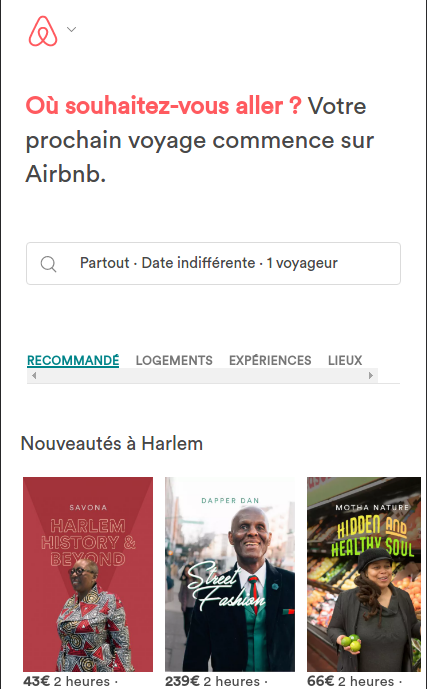 Où souhaitez-vous aller ? Votre
prochain voyage commence sur
Airbnb.
Partout · Date indifférente · 1 voyageur
RECOMMANDÉ LOGEMENTS EXPÉRIENCES LIEUX
Nouveautés à Harlem
SAVONA
HARLEM
HISTORY &
BEYOND
DAPPER DAN
Street
Fashion
MOTHA NATURE
HIDDEN AND
HEALTHY SOUL
43€ 2 heures ·
239€ 2 heures ·
66€ 2 heures ·